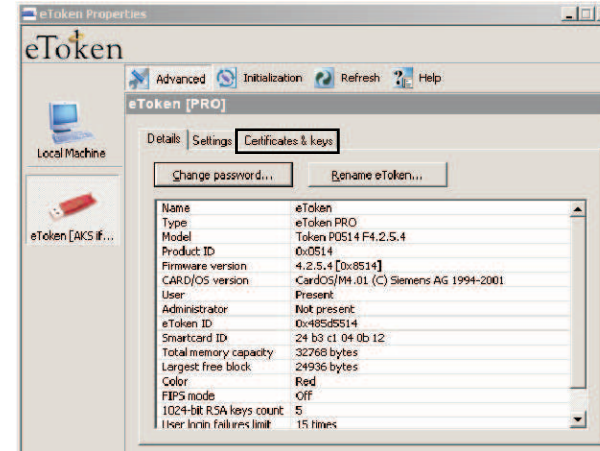 eToken Properties
eToken
Advanced Initialization Refresh Help
eToken [PRO]
Local Machine
eToken [AKS if...
Details Settings Certificates & keys
Change password... Rename eToken...
Name eToken
Type eToken PRO
Model Token P0514 F4.2.5.4
Product ID 0x0514
Firmware version 4.2.5.4 [0x8514]
CARD/OS version CardOS/M4.01 (C) Siemens AG 1994-2001
User Present
Administrator Not present
eToken ID 0x485d5514
Smartcard ID 24 b3 c1 04 0b 12
Total memory capacity 32768 bytes
Largest free block 24936 bytes
Color Red
FIPS mode Off
1024-bit RSA keys count 5
User login failures limit 15 times